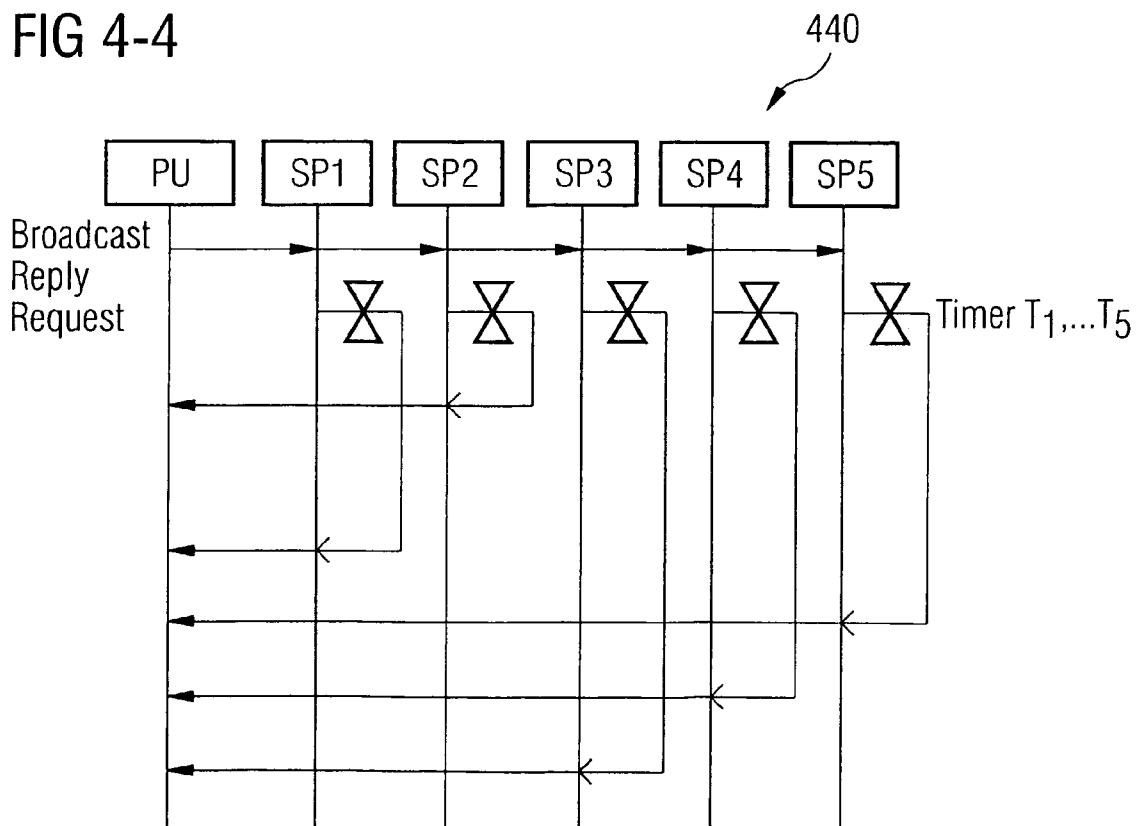 FIG 4-4
440
PU SP1 SP2 SP3 SP4 SP5
Broadcast
Reply
Request
Timer T1,...T5